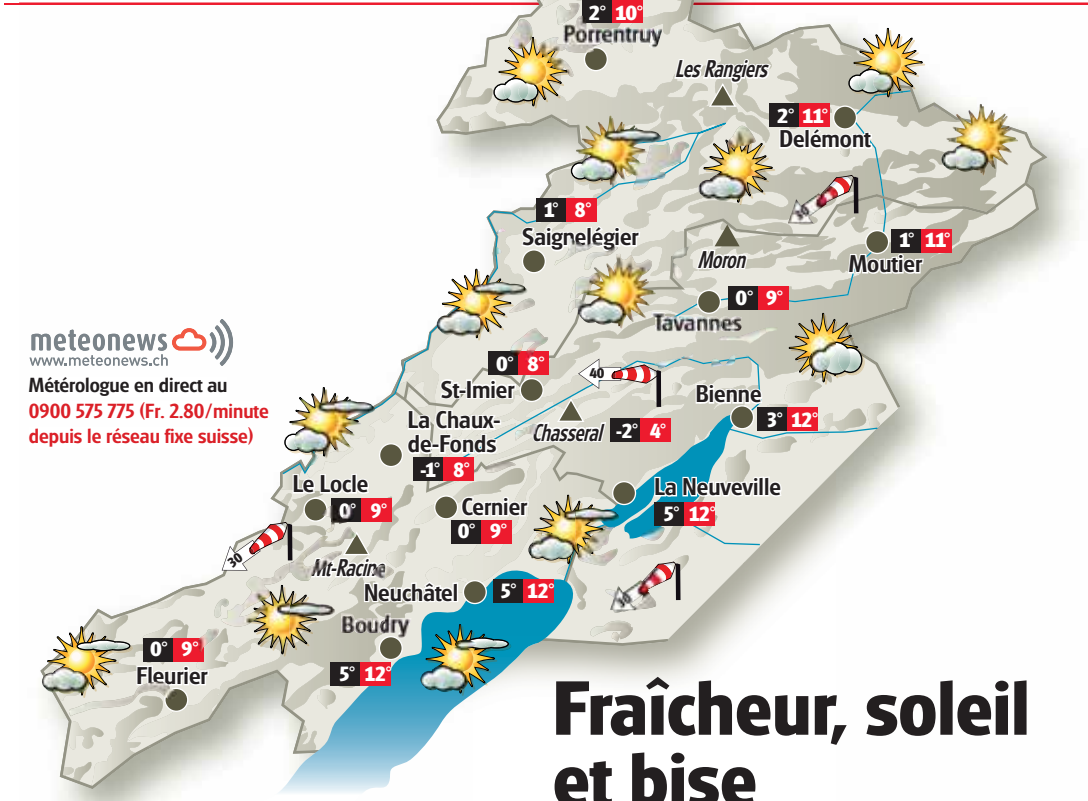 2° 10°
Porrentruy
Les Rangiers
2° 11°
Delémont
1° 8°
Saignelégier
30
Moron
1° 11°
Moutier
0° 9°
Tavannes
meteonews
www.meteonews.ch
Météorologue en direct au
0900 575 775 (Fr. 2.80/minute
depuis le réseau fixe suisse)
0° 8°
St-Imier
40
Chasseral -2° 4°
Bienne
3° 12°
La Chaux-
de-Fonds
-1° 8°
Le Locle
0° 9°
Cernier
0° 9°
La Neuveville
5° 12°
30
Mt-Racine
Neuchâtel 5° 12°
30
Boudry
5° 12°
0° 9°
Fleurier
Fraîcheur, soleil
et bise